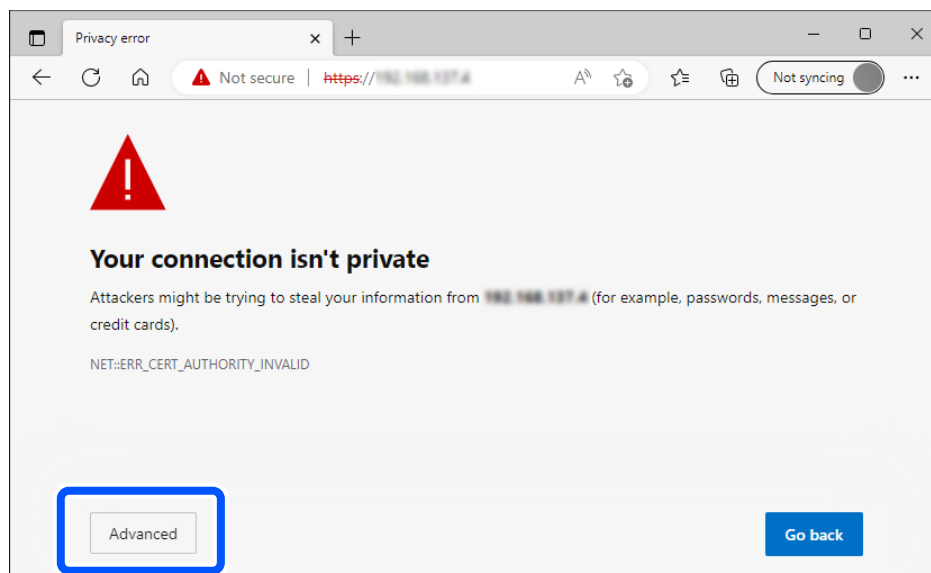 Privacy error
Not secure https://
Not syncing
Your connection isn't private
Attackers might be trying to steal your information from (for example, passwords, messages, or
credit cards).
NET::ERR_CERT_AUTHORITY_INVALID
Advanced
Go back